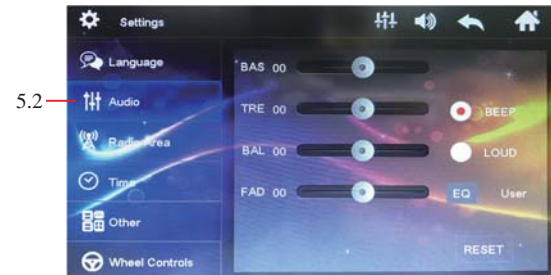 Settings
5.2
Language
Audio
Radio Area
Time
Other
Wheel Controls
BAS 00
TRE 00
BEEP
BAL 00
LOUD
FAD 00
EQ User
RESET